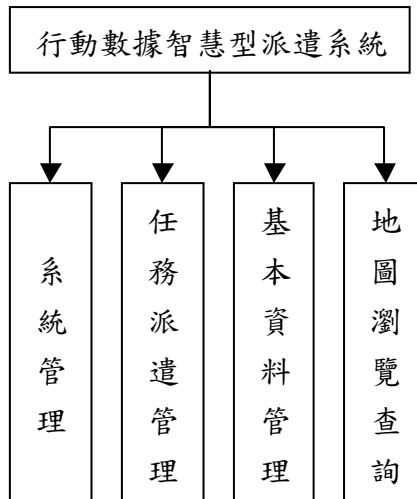 行動數據智慧型派遣系統
系統管理
任務派遣管理
基本資料管理
地圖瀏覽查詢